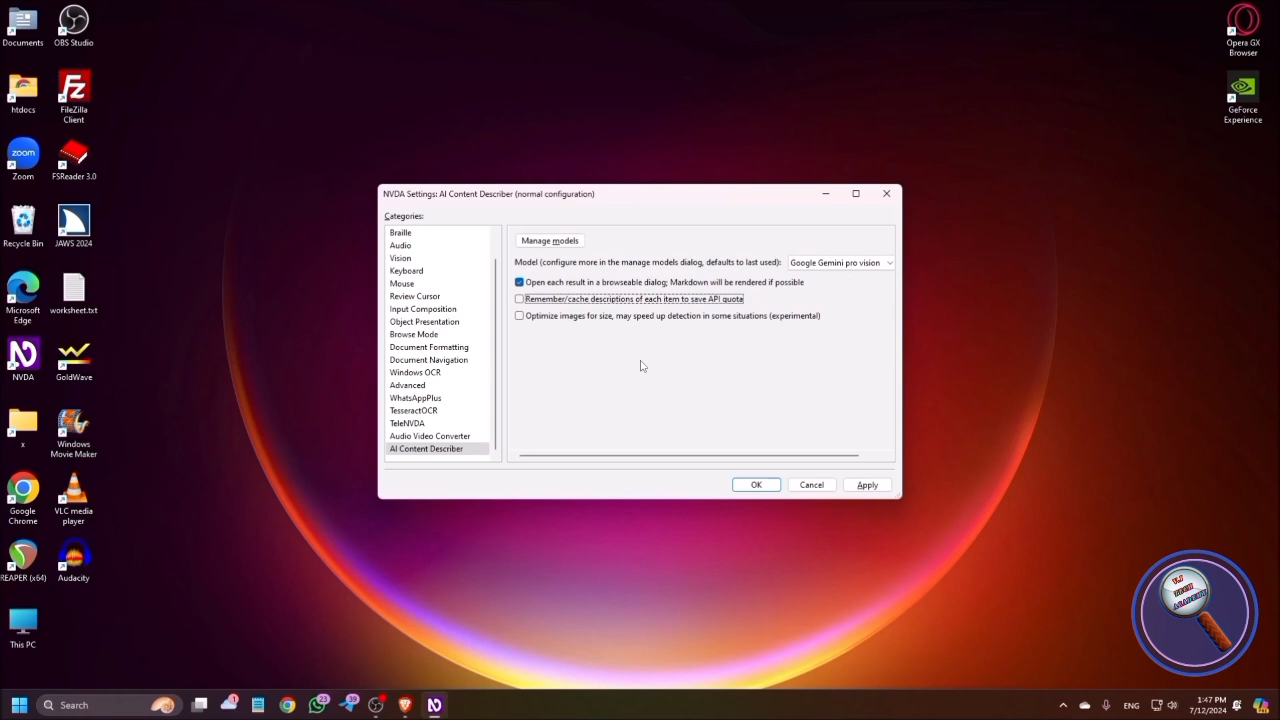 Documents
OBS Studio
htdocs
FileZilla
Client
Zoom
FSReader 3.0
Recycle Bin
JAWS 2024
Microsoft
Edge
worksheet.txt
NVDA
GoldWave
x
Windows
Movie Maker
Google
Chrome
VLC media
player
REAPER (x64)
Audacity
This PC
Opera GX
Browser
GeForce
Experience
NVDA Settings: AI Content Describer (normal configuration)
Categories:
Braille
Audio
Vision
Keyboard
Mouse
Review Cursor
Input Composition
Object Presentation
Browse Mode
Document Formatting
Document Navigation
Windows OCR
Advanced
WhatsAppPlus
TesseractOCR
TeleNVDA
Audio Video Converter
AI Content Describer
Manage models
Model (configure more in the manage models dialog, defaults to last used): Google Gemini pro vision
Open each result in a browseable dialog; Markdown will be rendered if possible
Remember/cache descriptions of each item to save API quota
Optimize images for size, may speed up detection in some situations (experimental)
OK Cancel Apply
zoom
VJ
TECH
ACADEMY
Search
1
23
39
ENG
1:47 PM
7/12/2024